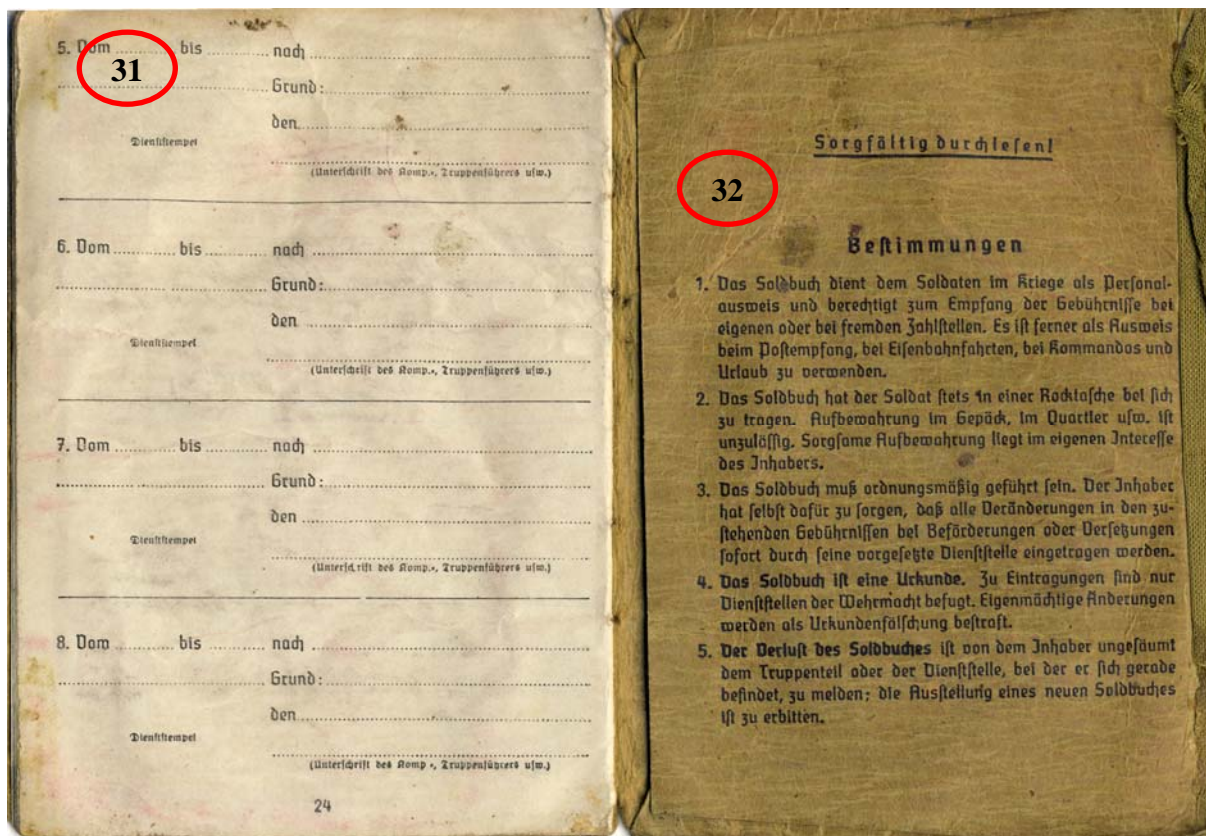 5. Vom ............ bis ............ nach ............
31
............ Grund: ............
den ............
Dienststempel
(Unterschrift des Komp.-, Truppenführers usw.)
6. Vom ............ bis ............ nach ............
............ Grund: ............
den ............
Dienststempel
(Unterschrift des Komp.-, Truppenführers usw.)
7. Vom ............ bis ............ nach ............
............ Grund: ............
den ............
Dienststempel
(Unterschrift des Komp.-, Truppenführers usw.)
8. Vom ............ bis ............ nach ............
............ Grund: ............
den ............
Dienststempel
(Unterschrift des Komp.-, Truppenführers usw.)
24
Sorgfältig durchlesen!
32
Bestimmungen
1. Das Soldbuch dient dem Soldaten im Kriege als Personal-
ausweis und berechtigt zum Empfang der Gebührnisse bei
eigenen oder bei fremden Zahlstellen. Es ist ferner als Ausweis
beim Postempfang, bei Eisenbahnfahrten, bei Kommandos und
Urlaub zu verwenden.
2. Das Soldbuch hat der Soldat stets in einer Rocktasche bei sich
zu tragen. Aufbewahrung im Gepäck, im Quartier usw. ist
unzulässig. Sorgsame Aufbewahrung liegt im eigenen Interesse
des Inhabers.
3. Das Soldbuch muß ordnungsmäßig geführt sein. Der Inhaber
hat selbst dafür zu sorgen, daß alle Veränderungen in den zu-
stehenden Gebührnissen bei Beförderungen oder Versetzungen
sofort durch seine vorgesetzte Dienststelle eingetragen werden.
4. Das Soldbuch ist eine Urkunde. Zu Eintragungen sind nur
Dienststellen der Wehrmacht befugt. Eigenmächtige Änderungen
werden als Urkundenfälschung bestraft.
5. Der Verlust des Soldbuches ist von dem Inhaber ungesäumt
dem Truppenteil oder der Dienststelle, bei der er sich gerade
befindet, zu melden; die Ausstellung eines neuen Soldbuches
ist zu erbitten.